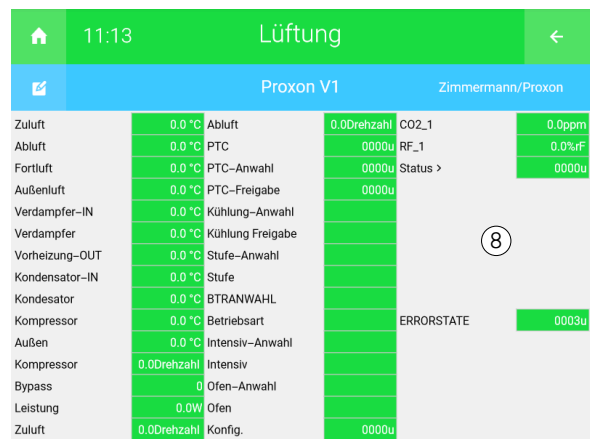 11:13 Lüftung
Proxon V1 Zimmermann/Proxon
Zuluft 0.0 °C Abluft 0.0Drehzahl CO2_1 0.0ppm
Abluft 0.0 °C PTC 0000u RF_1 0.0%rF
Fortluft 0.0 °C PTC-Anwahl 0000u Status > 0000u
Außenluft 0.0 °C PTC-Freigabe 0000u
Verdampfer-IN 0.0 °C Kühlung-Anwahl
Verdampfer 0.0 °C Kühlung Freigabe
Vorheizung-OUT 0.0 °C Stufe-Anwahl
Kondensator-IN 0.0 °C Stufe
Kondesator 0.0 °C BTRANWAHL
Kompressor 0.0 °C Betriebsart ERRORSTATE 0003u
Außen 0.0 °C Intensiv-Anwahl
Kompressor 0.0Drehzahl Intensiv
Bypass 0 Ofen-Anwahl
Leistung 0.0W Ofen
Zuluft 0.0Drehzahl Konfig. 0000u
8